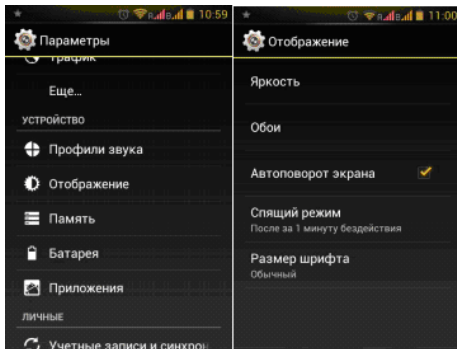 10:59
Параметры
Трафик
Еще...
УСТРОЙСТВО
Профили звука
Отображение
Память
Батарея
Приложения
ЛИЧНЫЕ
Учетные записи и синхрон
11:00
Отображение
Яркость
Обои
Автоповорот экрана
Спящий режим
После за 1 минуту бездействия
Размер шрифта
Обычный